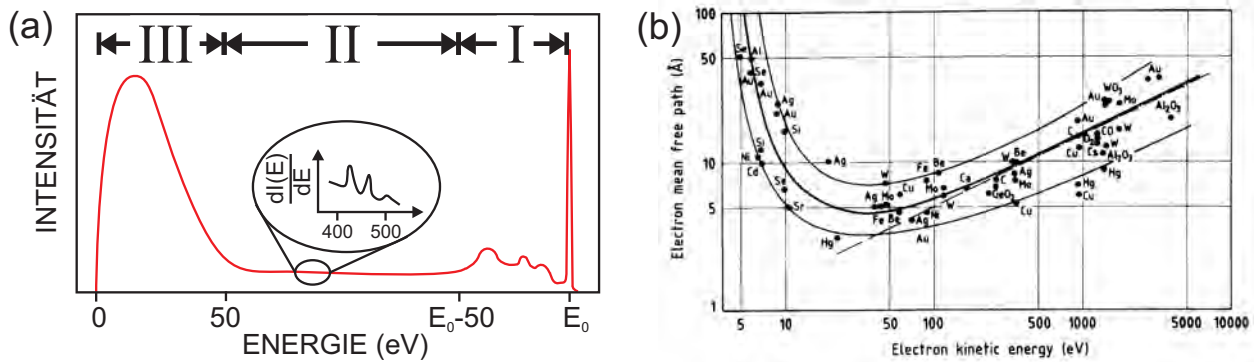 (a)
III II I
INTENSITÄT
dI(E)
dE
400 500
0 50 E₀-50 E₀
ENERGIE (eV)
(b)
Electron mean free path (Å)
100
50
10
5
1
Se Al
Se
Au
Au
Ag
Au
Si
Si
Ni
Cd
Se
Sr
Ag
Hg
W
Ag Mo
Cu
Fe Be
Fe Be
Mo
W
Ag Ni
Au
Ca
W Be
C
Ag
Me
GeO₂
Cu
Au
Au
WO₃
Mo
Au
Al₂O₃
C
CO
W
Cu
Cs
W
Al₂O₃
Hg
Hg
Cu
5 10 50 100 500 1000 5000 10000
Electron kinetic energy (eV)